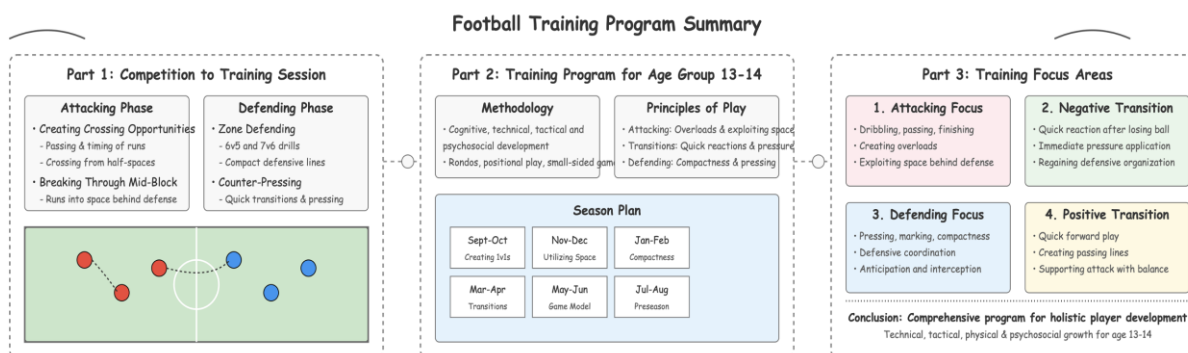 Football Training Program Summary
Part 1: Competition to Training Session
Attacking Phase
• Creating Crossing Opportunities
- Passing & timing of runs
- Crossing from half-spaces
• Breaking Through Mid-Block
- Runs into space behind defense
Defending Phase
• Zone Defending
- 6v5 and 7v6 drills
- Compact defensive lines
• Counter-Pressing
- Quick transitions & pressing
Part 2: Training Program for Age Group 13-14
Methodology
• Cognitive, technical, tactical and
psychosocial development
• Rondos, positional play, small-sided game
Principles of Play
• Attacking: Overloads & exploiting space
• Transitions: Quick reactions & pressure
• Defending: Compactness & pressing
Season Plan
Sept-Oct
Creating 1v1s
Nov-Dec
Utilizing Space
Jan-Feb
Compactness
Mar-Apr
Transitions
May-Jun
Game Model
Jul-Aug
Preseason
Part 3: Training Focus Areas
1. Attacking Focus
• Dribbling, passing, finishing
• Creating overloads
• Exploiting space behind defense
2. Negative Transition
• Quick reaction after losing ball
• Immediate pressure application
• Regaining defensive organization
3. Defending Focus
• Pressing, marking, compactness
• Defensive coordination
• Anticipation and interception
4. Positive Transition
• Quick forward play
• Creating passing lines
• Supporting attack with balance
Conclusion: Comprehensive program for holistic player development
Technical, tactical, physical & psychosocial growth for age 13-14